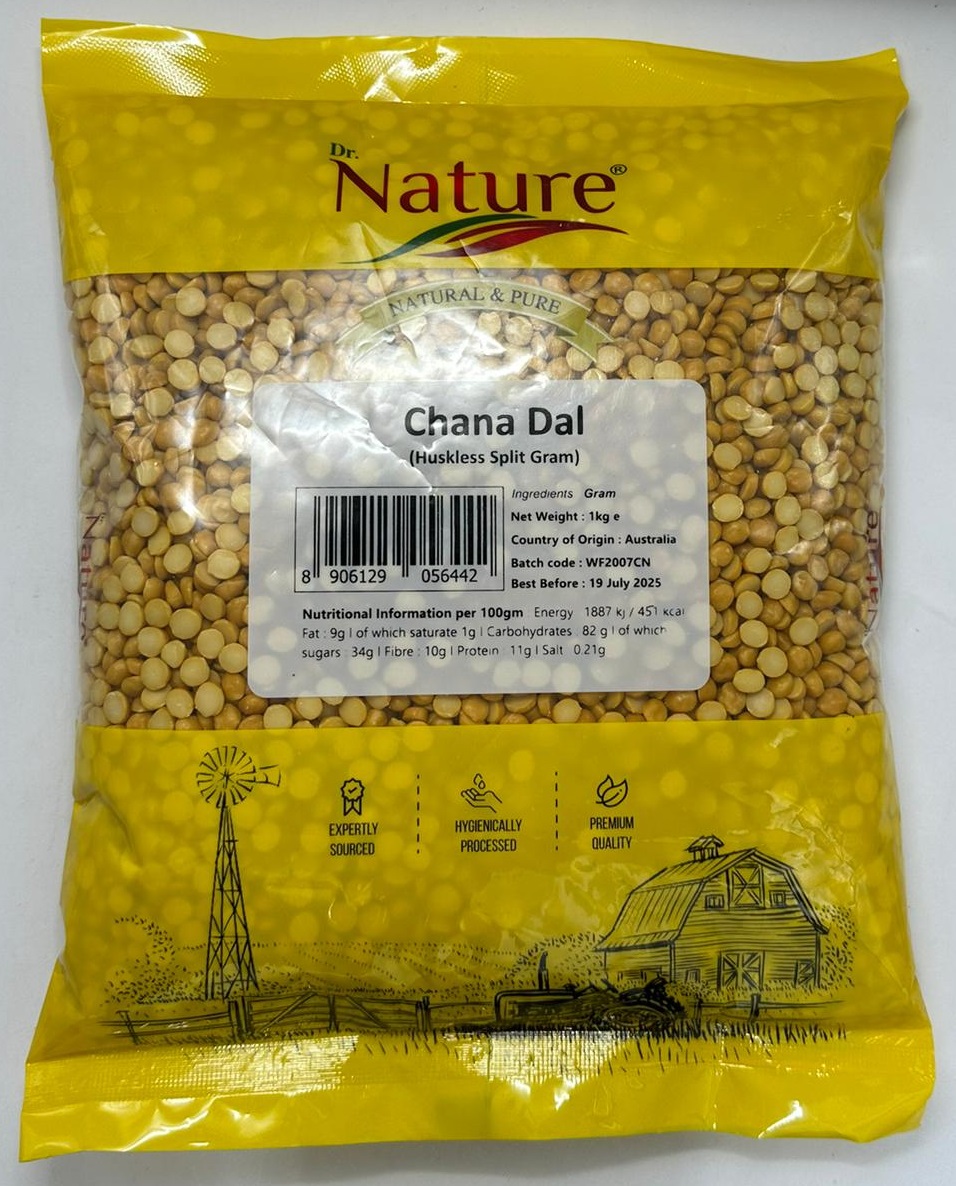 Dr.
Nature®
NATURAL & PURE
Chana Dal
(Huskless Split Gram)
Ingredients Gram
Net Weight : 1kg e
Country of Origin : Australia
Batch code : WF2007CN
Best Before : 19 July 2025
8 906129 056442
Nutritional Information per 100gm Energy 1887 kj / 451 kcal
Fat : 9g | of which saturate 1g | Carbohydrates 82 g | of which
sugars : 34g | Fibre : 10g | Protein 11g | Salt 0.21g
Nature
Nature
EXPERTLY
SOURCED
HYGIENICALLY
PROCESSED
PREMIUM
QUALITY